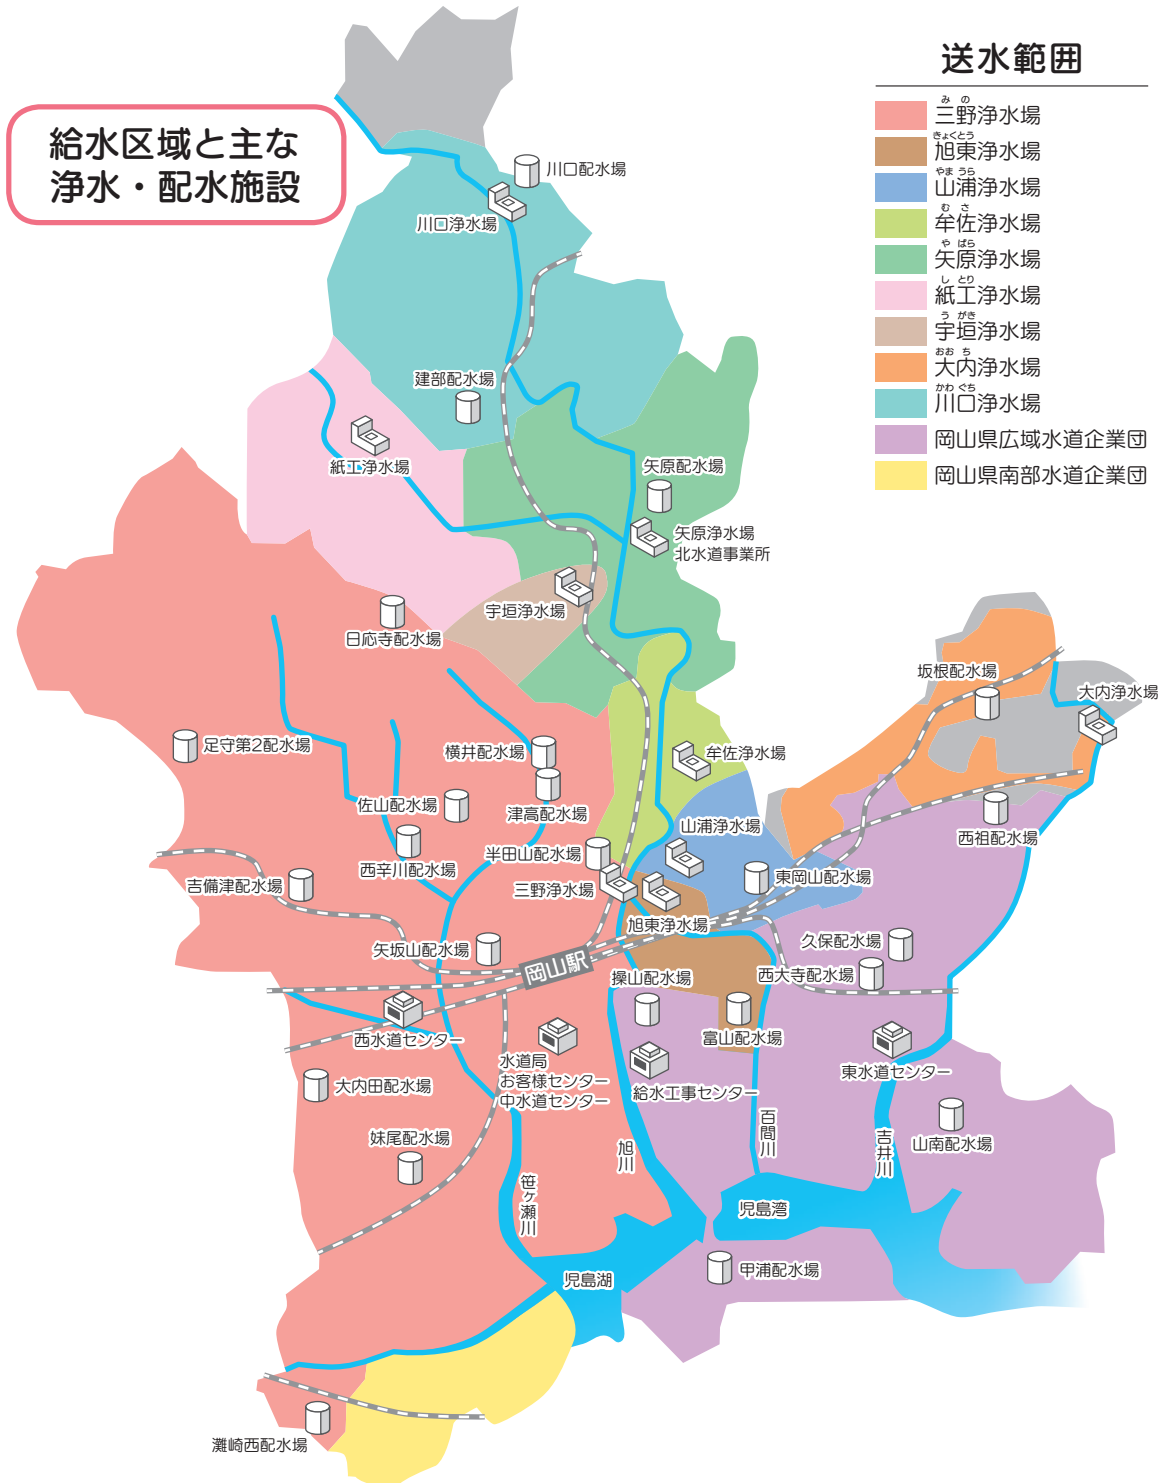 給水区域と主な
浄水・配水施設
送水範囲
みの
三野浄水場
きょくとう
旭東浄水場
やま うら
山浦浄水場
む さ
牟佐浄水場
や ばら
矢原浄水場
し とり
紙工浄水場
う がき
宇垣浄水場
おお ち
大内浄水場
かわ ぐち
川口浄水場
岡山県広域水道企業団
岡山県南部水道企業団
川口配水場
川口浄水場
建部配水場
紙工浄水場
矢原配水場
矢原浄水場
北水道事業所
宇垣浄水場
日応寺配水場
坂根配水場
大内浄水場
足守第2配水場
横井配水場
牟佐浄水場
佐山配水場
津高配水場
山浦浄水場
西祖配水場
半田山配水場
西辛川配水場
東岡山配水場
吉備津配水場
三野浄水場
旭東浄水場
久保配水場
矢坂山配水場
岡山駅
操山配水場
西大寺配水場
西水道センター
富山配水場
水道局
お客様センター
中水道センター
東水道センター
大内田配水場
給水工事センター
妹尾配水場
旭川
百間川
吉井川
山南配水場
笹ヶ瀬川
児島湾
児島湖
甲浦配水場
灘崎西配水場